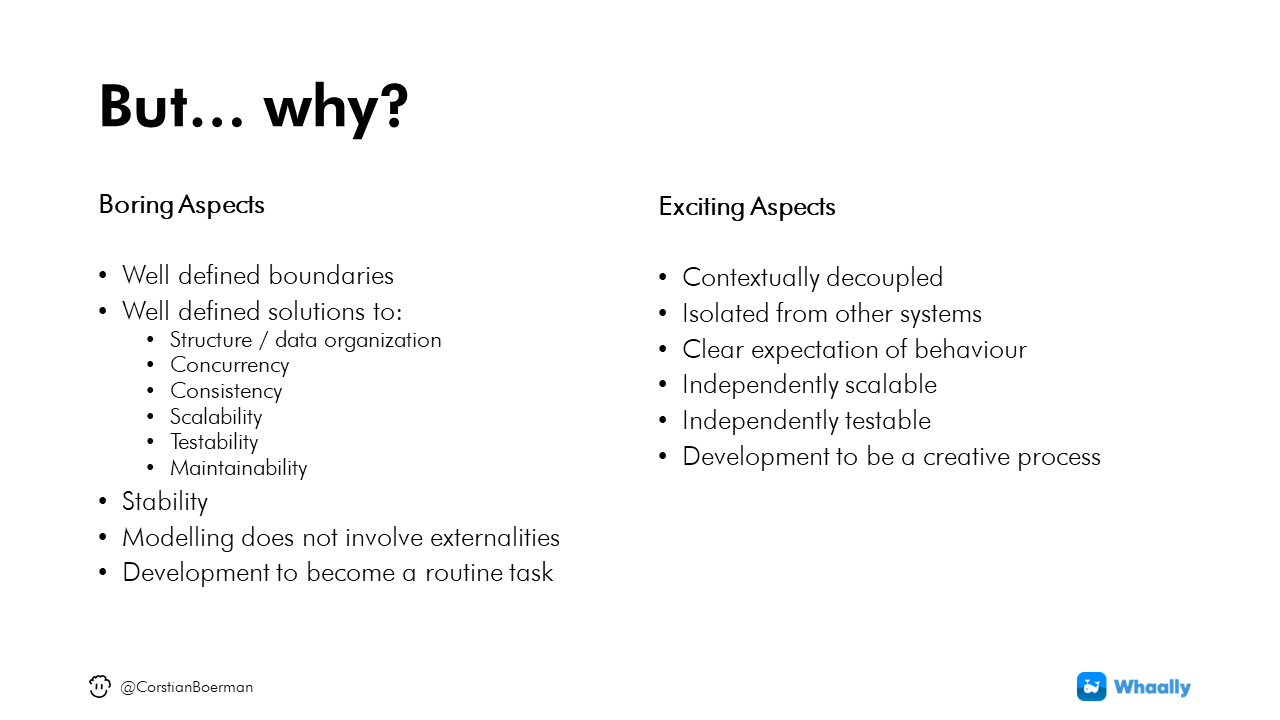 But... why?
Boring Aspects
• Well defined boundaries
• Well defined solutions to:
• Structure / data organization
• Concurrency
• Consistency
• Scalability
• Testability
• Maintainability
• Stability
• Modelling does not involve externalities
• Development to become a routine task
Exciting Aspects
• Contextually decoupled
• Isolated from other systems
• Clear expectation of behaviour
• Independently scalable
• Independently testable
• Development to be a creative process
@CorstianBoerman
Whaally